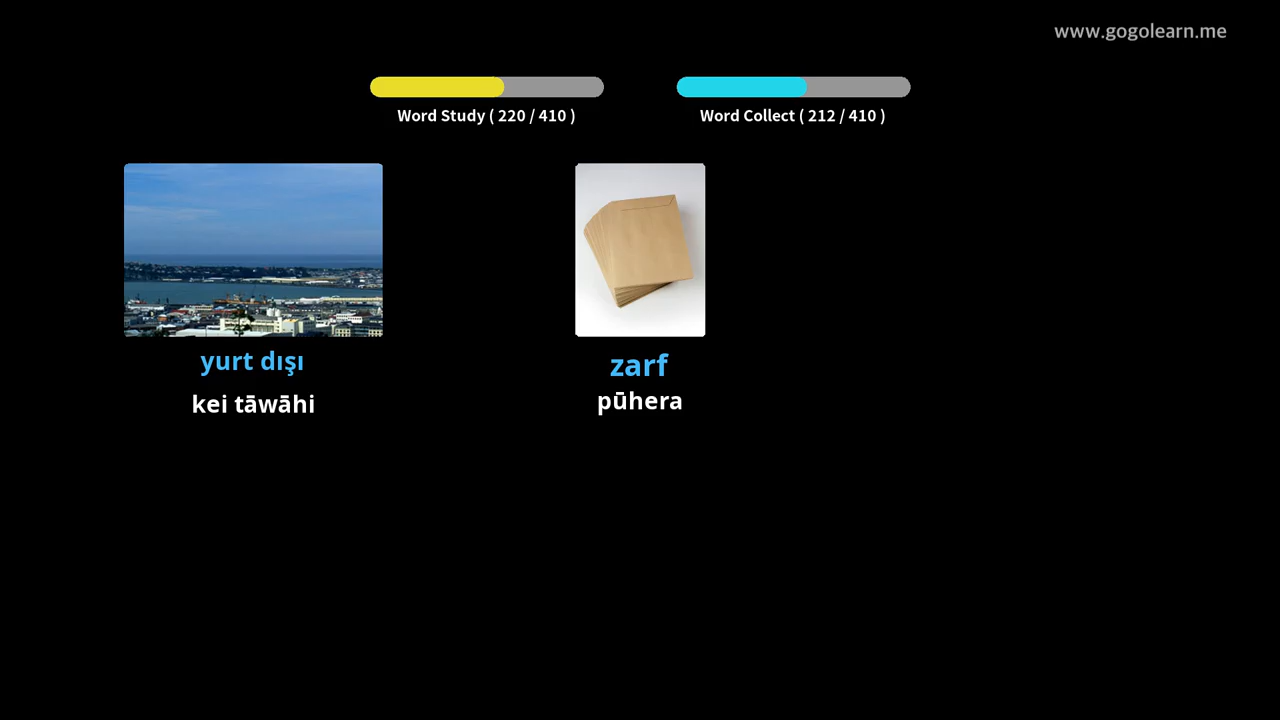 www.gogolearn.me
Word Study ( 220 / 410 )
Word Collect ( 212 / 410 )
yurt dışı
kei tāwāhi
zarf
pūhera